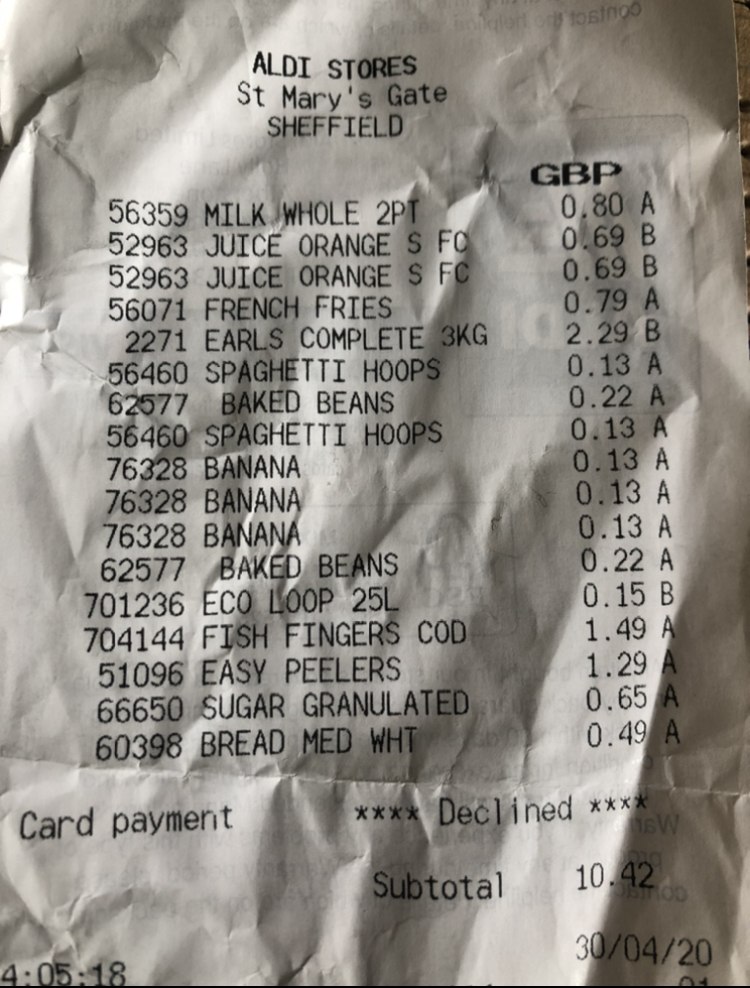 ALDI STORES
St Mary's Gate
SHEFFIELD
GBP
56359 MILK WHOLE 2PT 0.80 A
52963 JUICE ORANGE S FC 0.69 B
52963 JUICE ORANGE S FC 0.69 B
56071 FRENCH FRIES 0.79 A
2271 EARLS COMPLETE 3KG 2.29 B
56460 SPAGHETTI HOOPS 0.13 A
62577 BAKED BEANS 0.22 A
56460 SPAGHETTI HOOPS 0.13 A
76328 BANANA 0.13 A
76328 BANANA 0.13 A
76328 BANANA 0.13 A
62577 BAKED BEANS 0.22 A
701236 ECO LOOP 25L 0.15 B
704144 FISH FINGERS COD 1.49 A
51096 EASY PEELERS 1.29 A
66650 SUGAR GRANULATED 0.65 A
60398 BREAD MED WHT 0.49 A
Card payment **** Declined ****
Subtotal 10.42
30/04/20
4:05:18